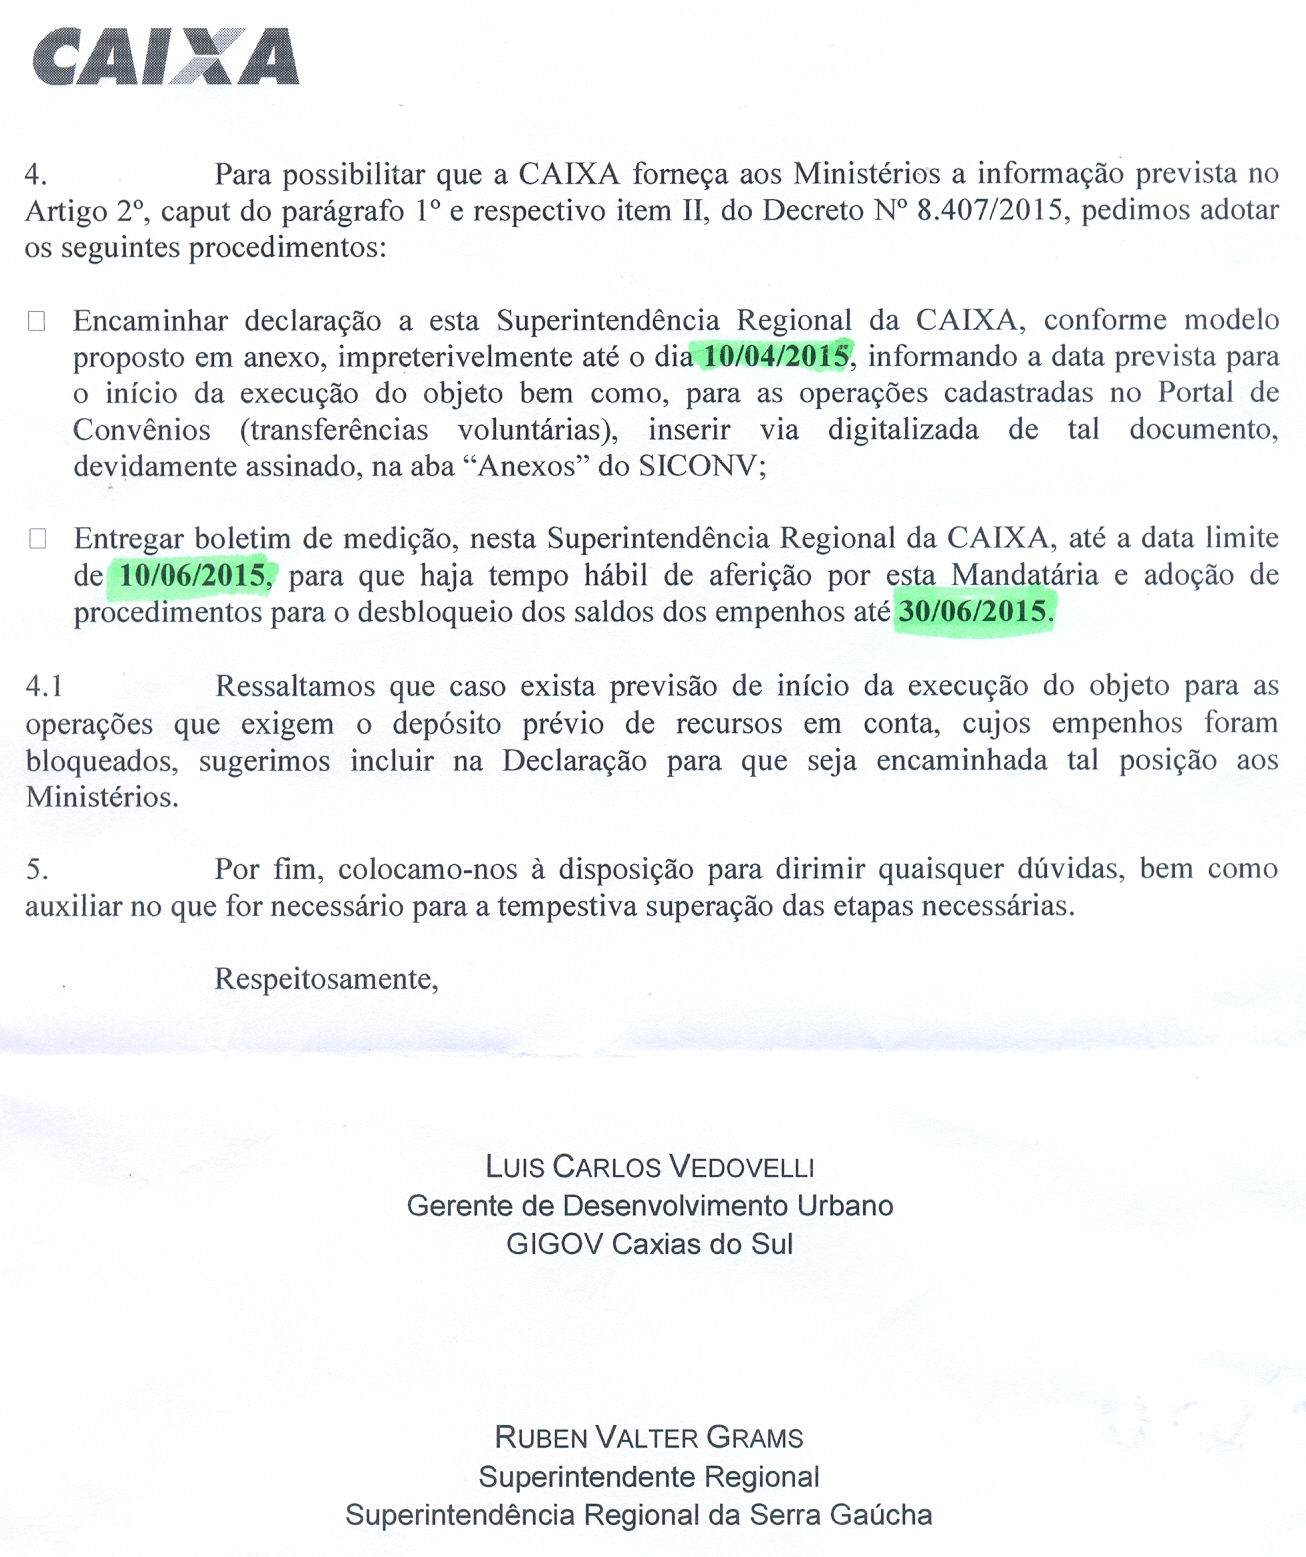 CAIXA
4. Para possibilitar que a CAIXA forneça aos Ministérios a informação prevista no
Artigo 2º, caput do parágrafo 1º e respectivo item II, do Decreto Nº 8.407/2015, pedimos adotar
os seguintes procedimentos:
Encaminhar declaração a esta Superintendência Regional da CAIXA, conforme modelo
proposto em anexo, impreterivelmente até o dia 10/04/2015, informando a data prevista para
o início da execução do objeto bem como, para as operações cadastradas no Portal de
Convênios (transferências voluntárias), inserir via digitalizada de tal documento,
devidamente assinado, na aba “Anexos” do SICONV;
Entregar boletim de medição, nesta Superintendência Regional da CAIXA, até a data limite
de 10/06/2015, para que haja tempo hábil de aferição por esta Mandatária e adoção de
procedimentos para o desbloqueio dos saldos dos empenhos até 30/06/2015.
4.1 Ressaltamos que caso exista previsão de início da execução do objeto para as
operações que exigem o depósito prévio de recursos em conta, cujos empenhos foram
bloqueados, sugerimos incluir na Declaração para que seja encaminhada tal posição aos
Ministérios.
5. Por fim, colocamo-nos à disposição para dirimir quaisquer dúvidas, bem como
auxiliar no que for necessário para a tempestiva superação das etapas necessárias.
Respeitosamente,
LUIS CARLOS VEDOVELLI
Gerente de Desenvolvimento Urbano
GIGOV Caxias do Sul
RUBEN VALTER GRAMS
Superintendente Regional
Superintendência Regional da Serra Gaúcha